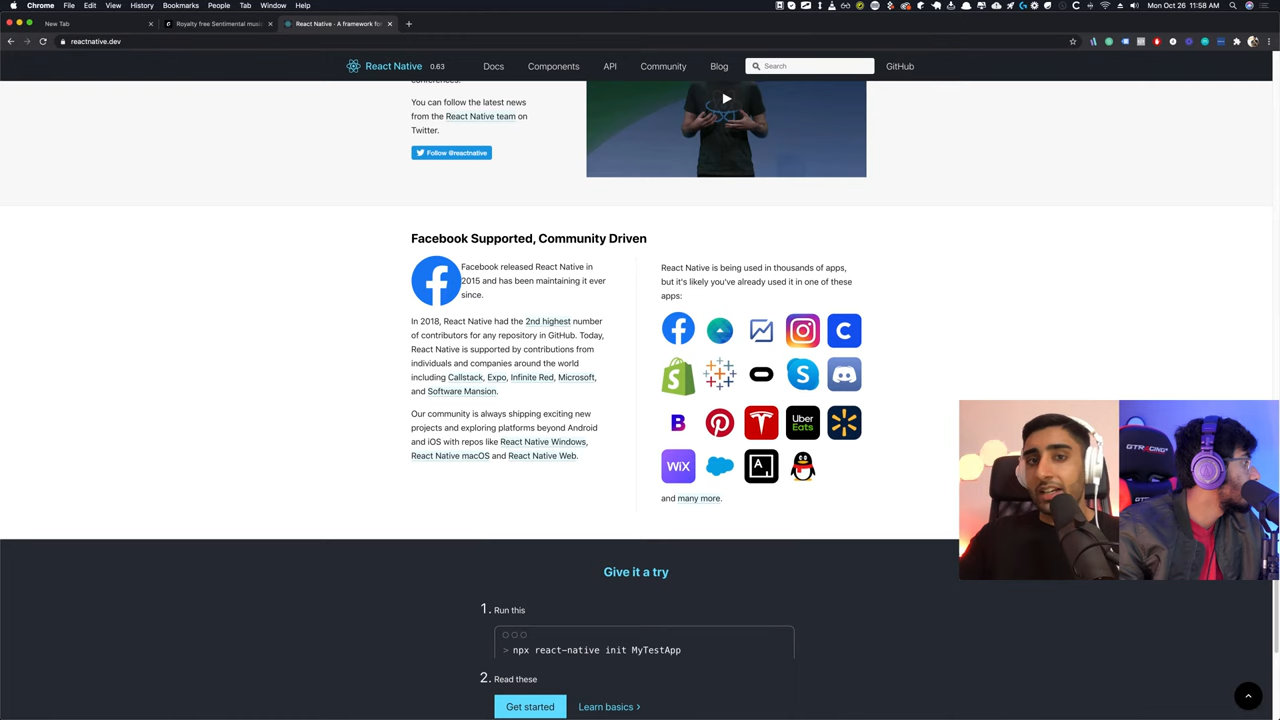 Chrome File Edit View History Bookmarks People Tab Window Help
Mon Oct 26 11:58 AM
New Tab
Royalty free Sentimental musi
React Native · A framework for
reactnative.dev
React Native 0.63 Docs Components API Community Blog Search GitHub
conferences.
You can follow the latest news
from the React Native team on
Twitter.
Follow @reactnative
Facebook Supported, Community Driven
Facebook released React Native in
2015 and has been maintaining it ever
since.
In 2018, React Native had the 2nd highest number
of contributors for any repository in GitHub. Today,
React Native is supported by contributions from
individuals and companies around the world
including Callstack, Expo, Infinite Red, Microsoft,
and Software Mansion.
Our community is always shipping exciting new
projects and exploring platforms beyond Android
and iOS with repos like React Native Windows,
React Native macOS and React Native Web.
React Native is being used in thousands of apps,
but it's likely you've already used it in one of these
apps:
C
S
B
T
Uber
Eats
WiX
A
and many more.
GTRACING
GTRACING
Give it a try
1. Run this
> npx react-native init MyTestApp
2. Read these
Get started
Learn basics >